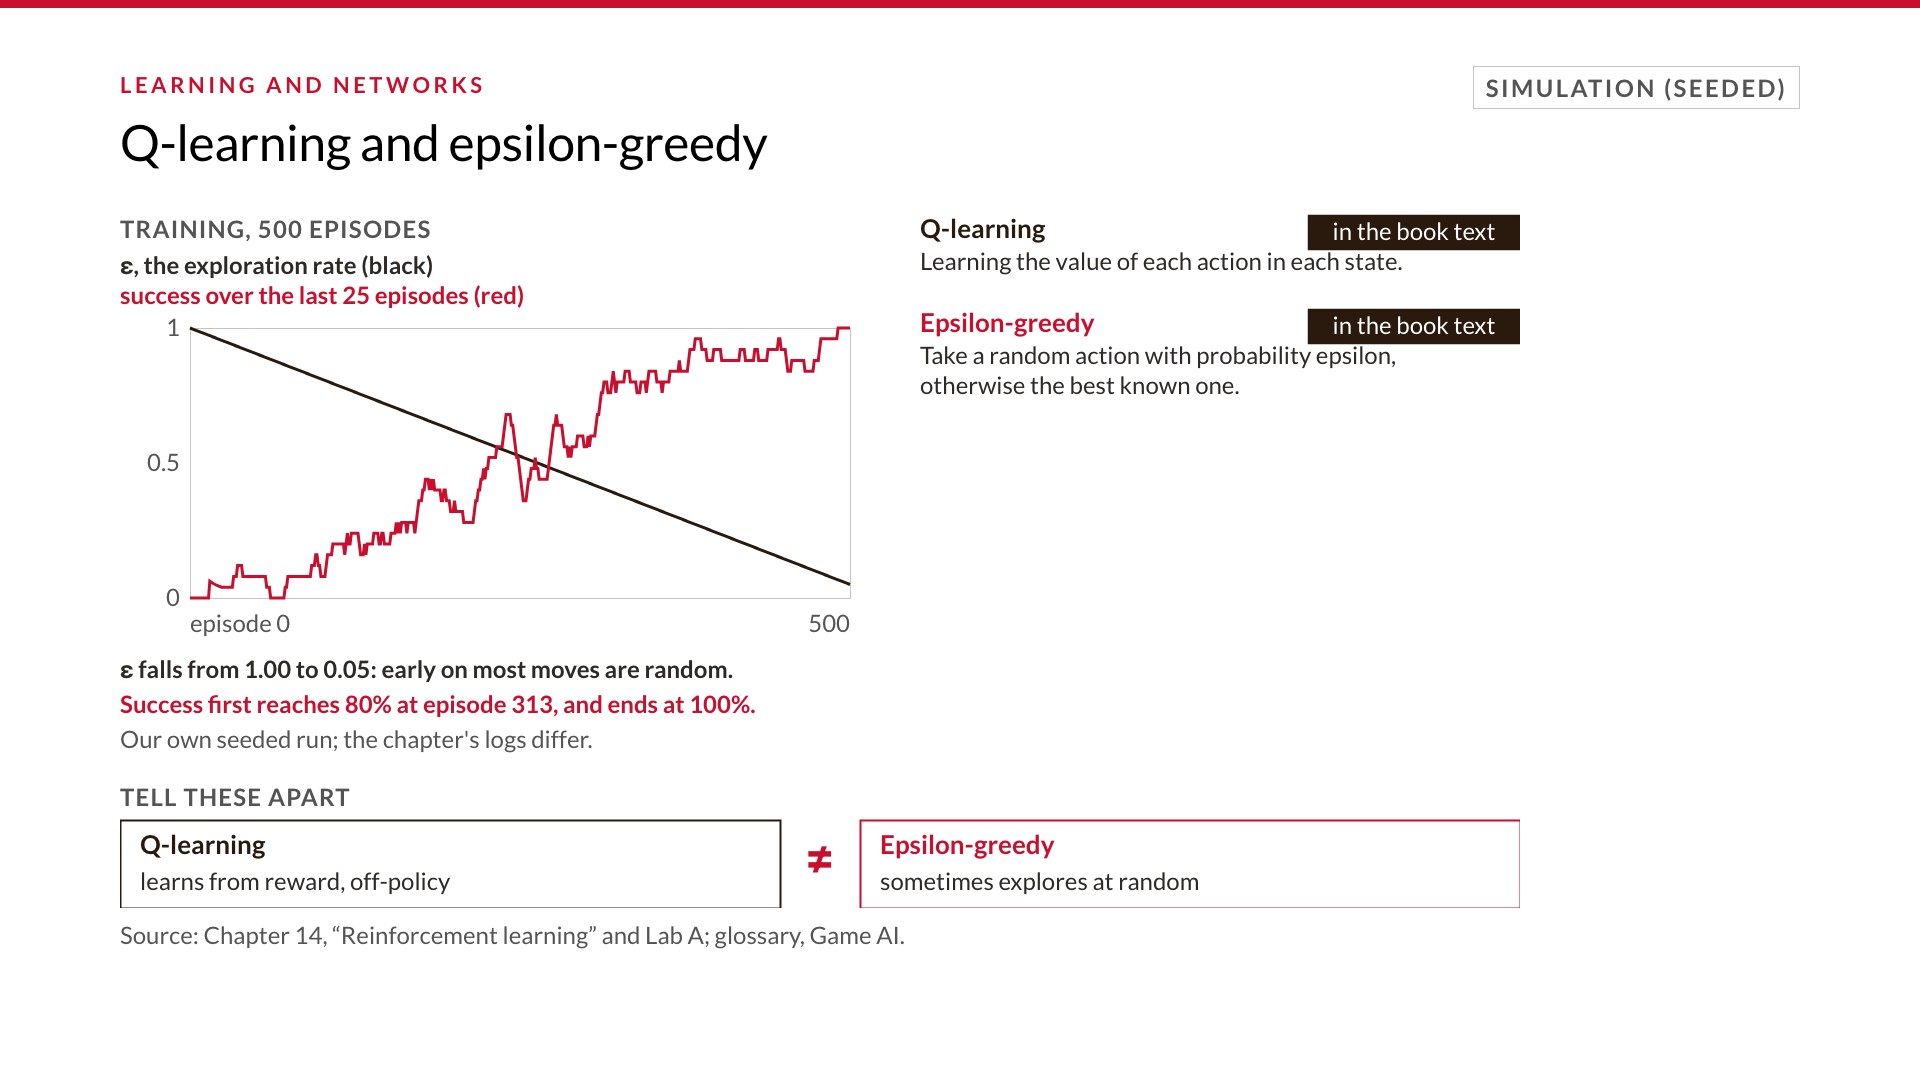 LEARNING AND NETWORKS
SIMULATION (SEEDED)
Q-learning and epsilon-greedy
TRAINING, 500 EPISODES
ε, the exploration rate (black)
success over the last 25 episodes (red)
1
0.5
0
episode 0
500
ε falls from 1.00 to 0.05: early on most moves are random.
Success first reaches 80% at episode 313, and ends at 100%.
Our own seeded run; the chapter's logs differ.
Q-learning
in the book text
Learning the value of each action in each state.
Epsilon-greedy
in the book text
Take a random action with probability epsilon,
otherwise the best known one.
TELL THESE APART
Q-learning
learns from reward, off-policy
≠
Epsilon-greedy
sometimes explores at random
Source: Chapter 14, “Reinforcement learning” and Lab A; glossary, Game AI.